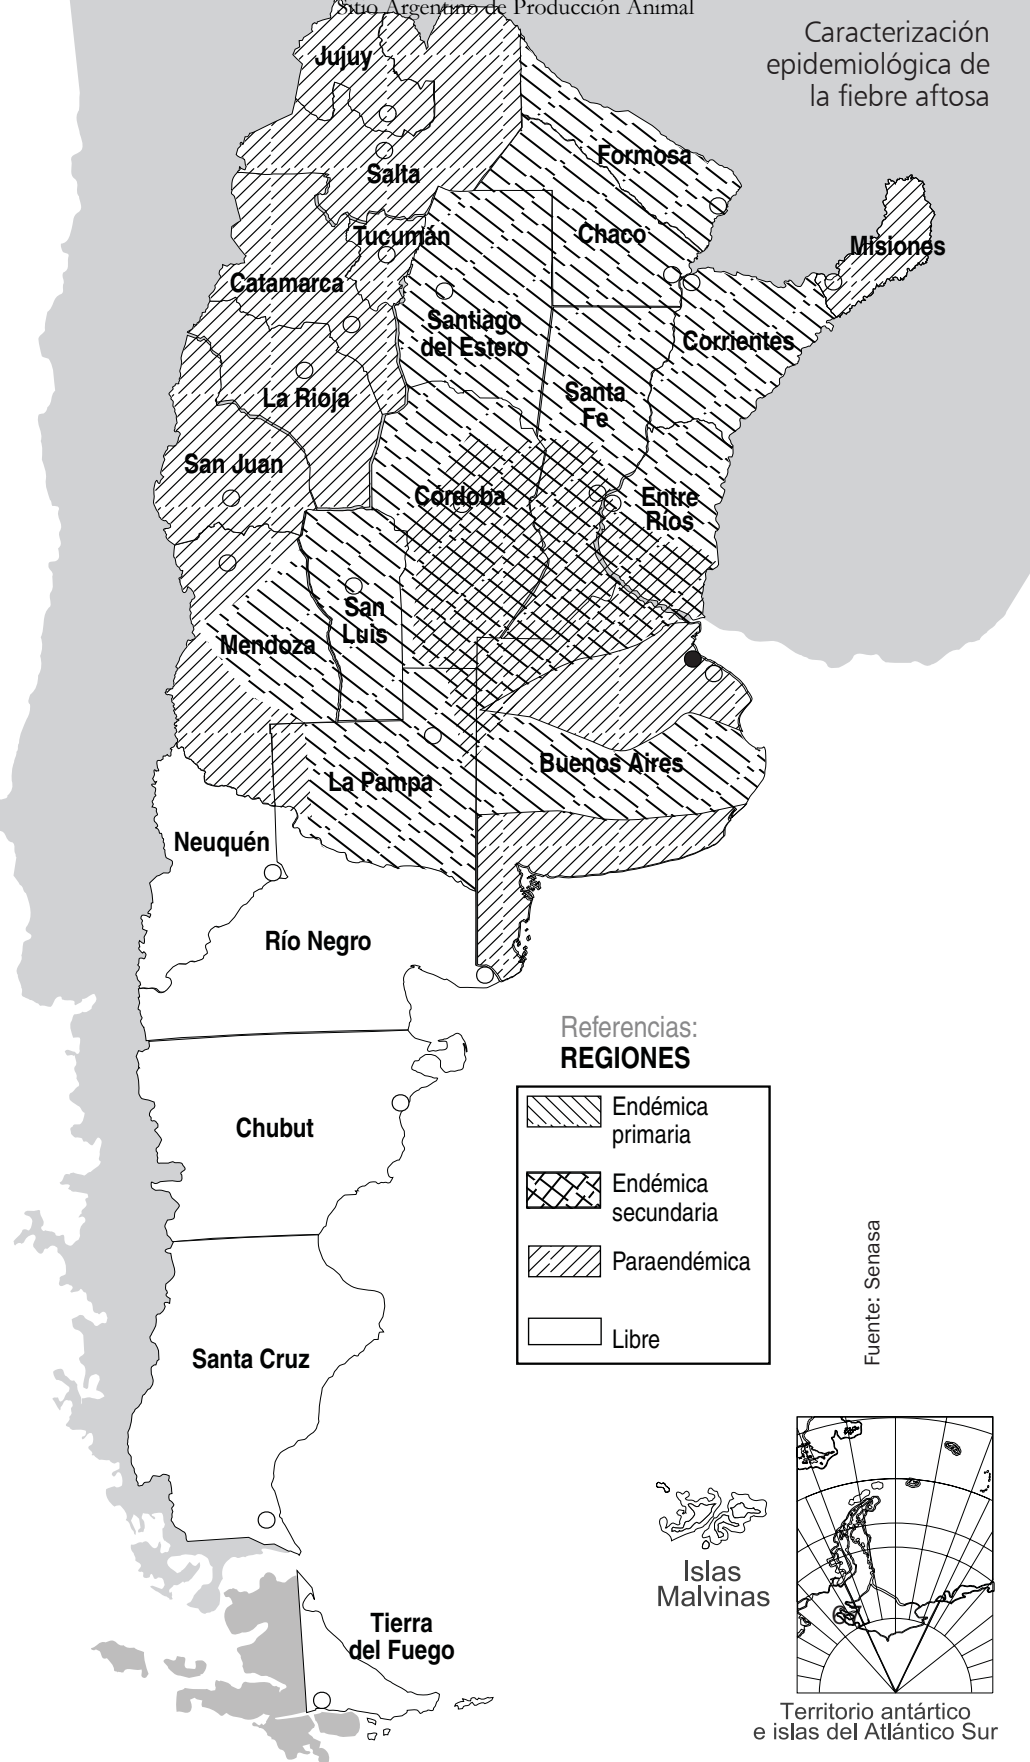 Sitio Argentino de Producción Animal
Caracterización
epidemiológica de
la fiebre aftosa
Jujuy
Salta
Formosa
Tucumán
Chaco
Misiones
Catamarca
Santiago
del Estero
Corrientes
La Rioja
Santa
Fe
San Juan
Córdoba
Entre
Ríos
San
Luis
Mendoza
Buenos Aires
La Pampa
Neuquén
Río Negro
Referencias:
REGIONES
Endémica
primaria
Chubut
Endémica
secundaria
Paraendémica
Libre
Fuente: Senasa
Santa Cruz
Islas
Malvinas
Tierra
del Fuego
Territorio antártico
e islas del Atlántico Sur